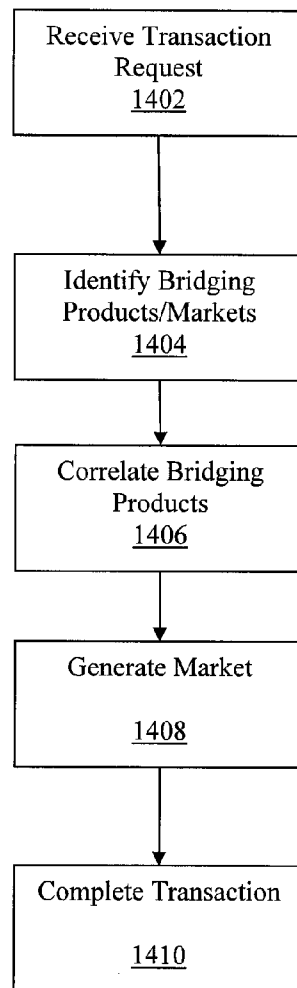 Receive Transaction
Request
1402
Identify Bridging
Products/Markets
1404
Correlate Bridging
Products
1406
Generate Market
1408
Complete Transaction
1410